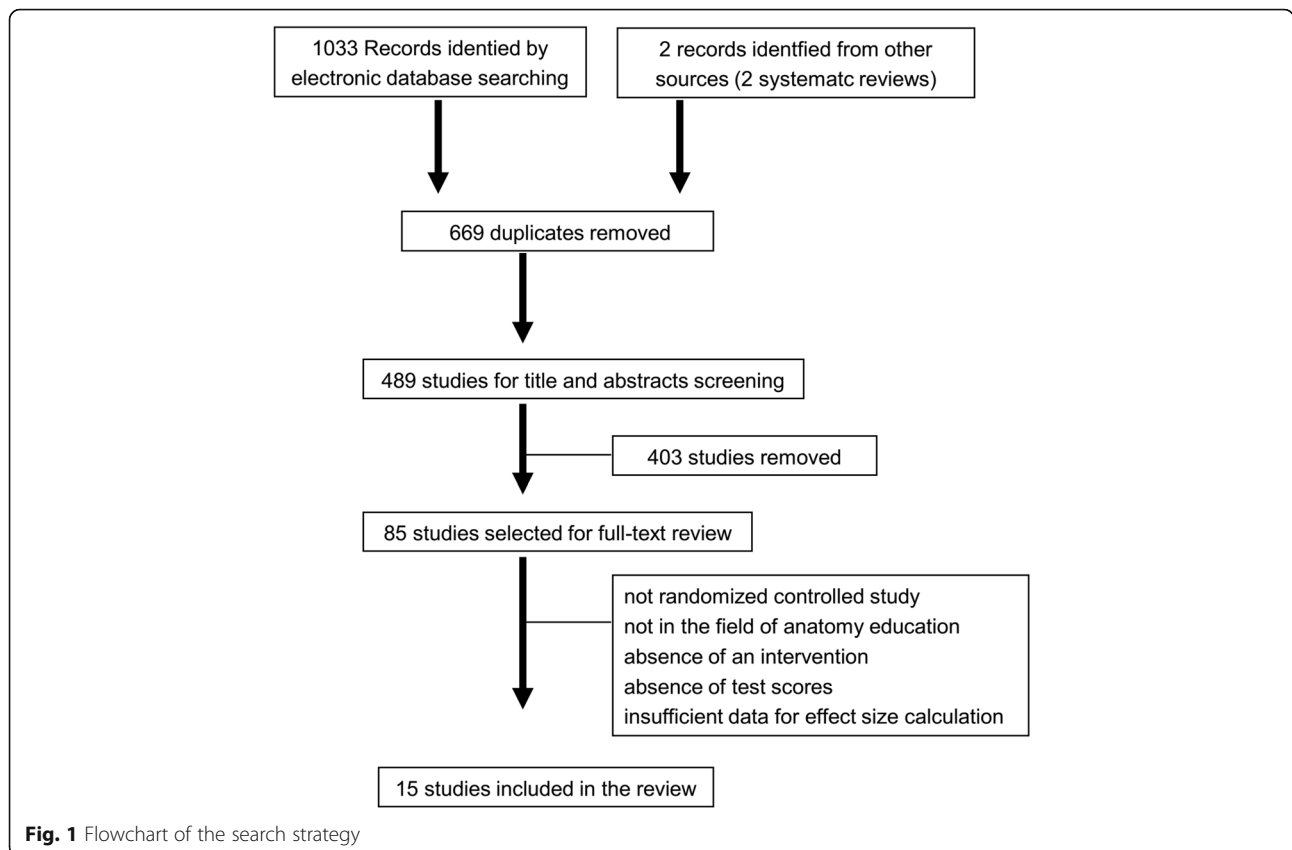 1033 Records identied by
electronic database searching
2 records identfied from other
sources (2 systematc reviews)
669 duplicates removed
489 studies for title and abstracts screening
403 studies removed
85 studies selected for full-text review
not randomized controlled study
not in the field of anatomy education
absence of an intervention
absence of test scores
insufficient data for effect size calculation
15 studies included in the review
Fig. 1 Flowchart of the search strategy